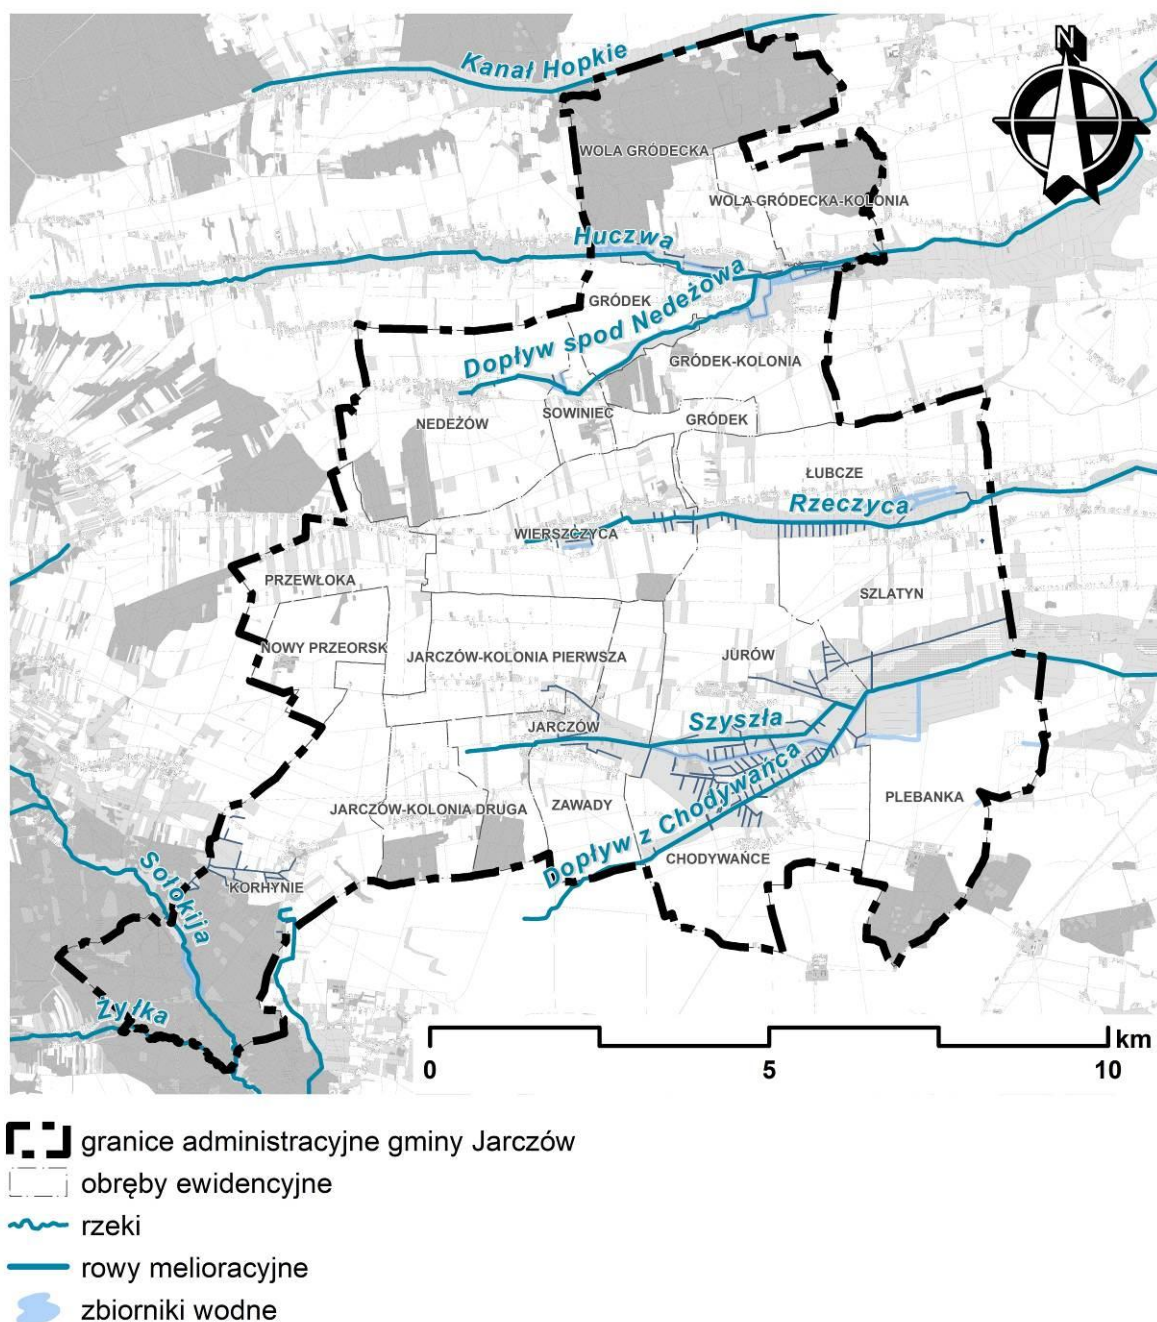 N
Kanał Hopkie
WOLA GRÓDECKA
WOLA GRÓDECKA-KOLONIA
Huczwa
GRÓDEK
Dopływ spod Nedeżowa
GRÓDEK-KOLONIA
SOWINIEC
NEDEŻÓW
GRÓDEK
ŁUBCZE
Rzeczyca
WIERSZCZYCA
PRZEWŁOKA
SZLATYN
NOWY PRZEORSK
JARCZÓW-KOLONIA PIERWSZA
JURÓW
Szyszła
JARCZÓW
PLEBANKA
JARCZÓW-KOLONIA DRUGA
ZAWADY
Dopływ z Chodywańca
CHODYWAŃCE
KORHYNIE
Sołokija
Żyłka
km
0
5
10
granice administracyjne gminy Jarczów
obręby ewidencyjne
rzeki
rowy melioracyjne
zbiorniki wodne